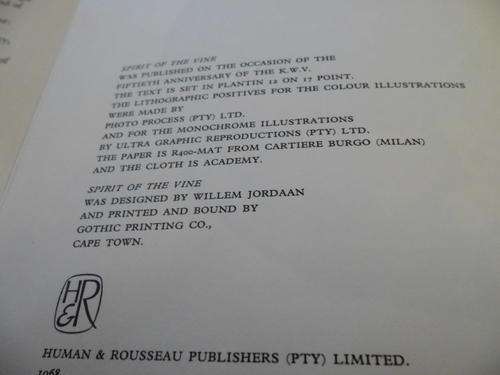 SPIRIT OF THE VINE
WAS PUBLISHED ON THE OCCASION OF THE
FIFTIETH ANNIVERSARY OF THE K.W.V.
THE TEXT IS SET IN PLANTIN 12 ON 17 POINT.
THE LITHOGRAPHIC POSITIVES FOR THE COLOUR ILLUSTRATIONS
WERE MADE BY
PHOTO PROCESS (PTY) LTD.
AND FOR THE MONOCHROME ILLUSTRATIONS
BY ULTRA GRAPHIC REPRODUCTIONS (PTY) LTD.
THE PAPER IS R400-MAT FROM CARTIERE BURGO (MILAN)
AND THE CLOTH IS ACADEMY.
SPIRIT OF THE VINE
WAS DESIGNED BY WILLEM JORDAAN
AND PRINTED AND BOUND BY
GOTHIC PRINTING CO.,
CAPE TOWN.
H&R
HUMAN & ROUSSEAU PUBLISHERS (PTY) LIMITED.
1968